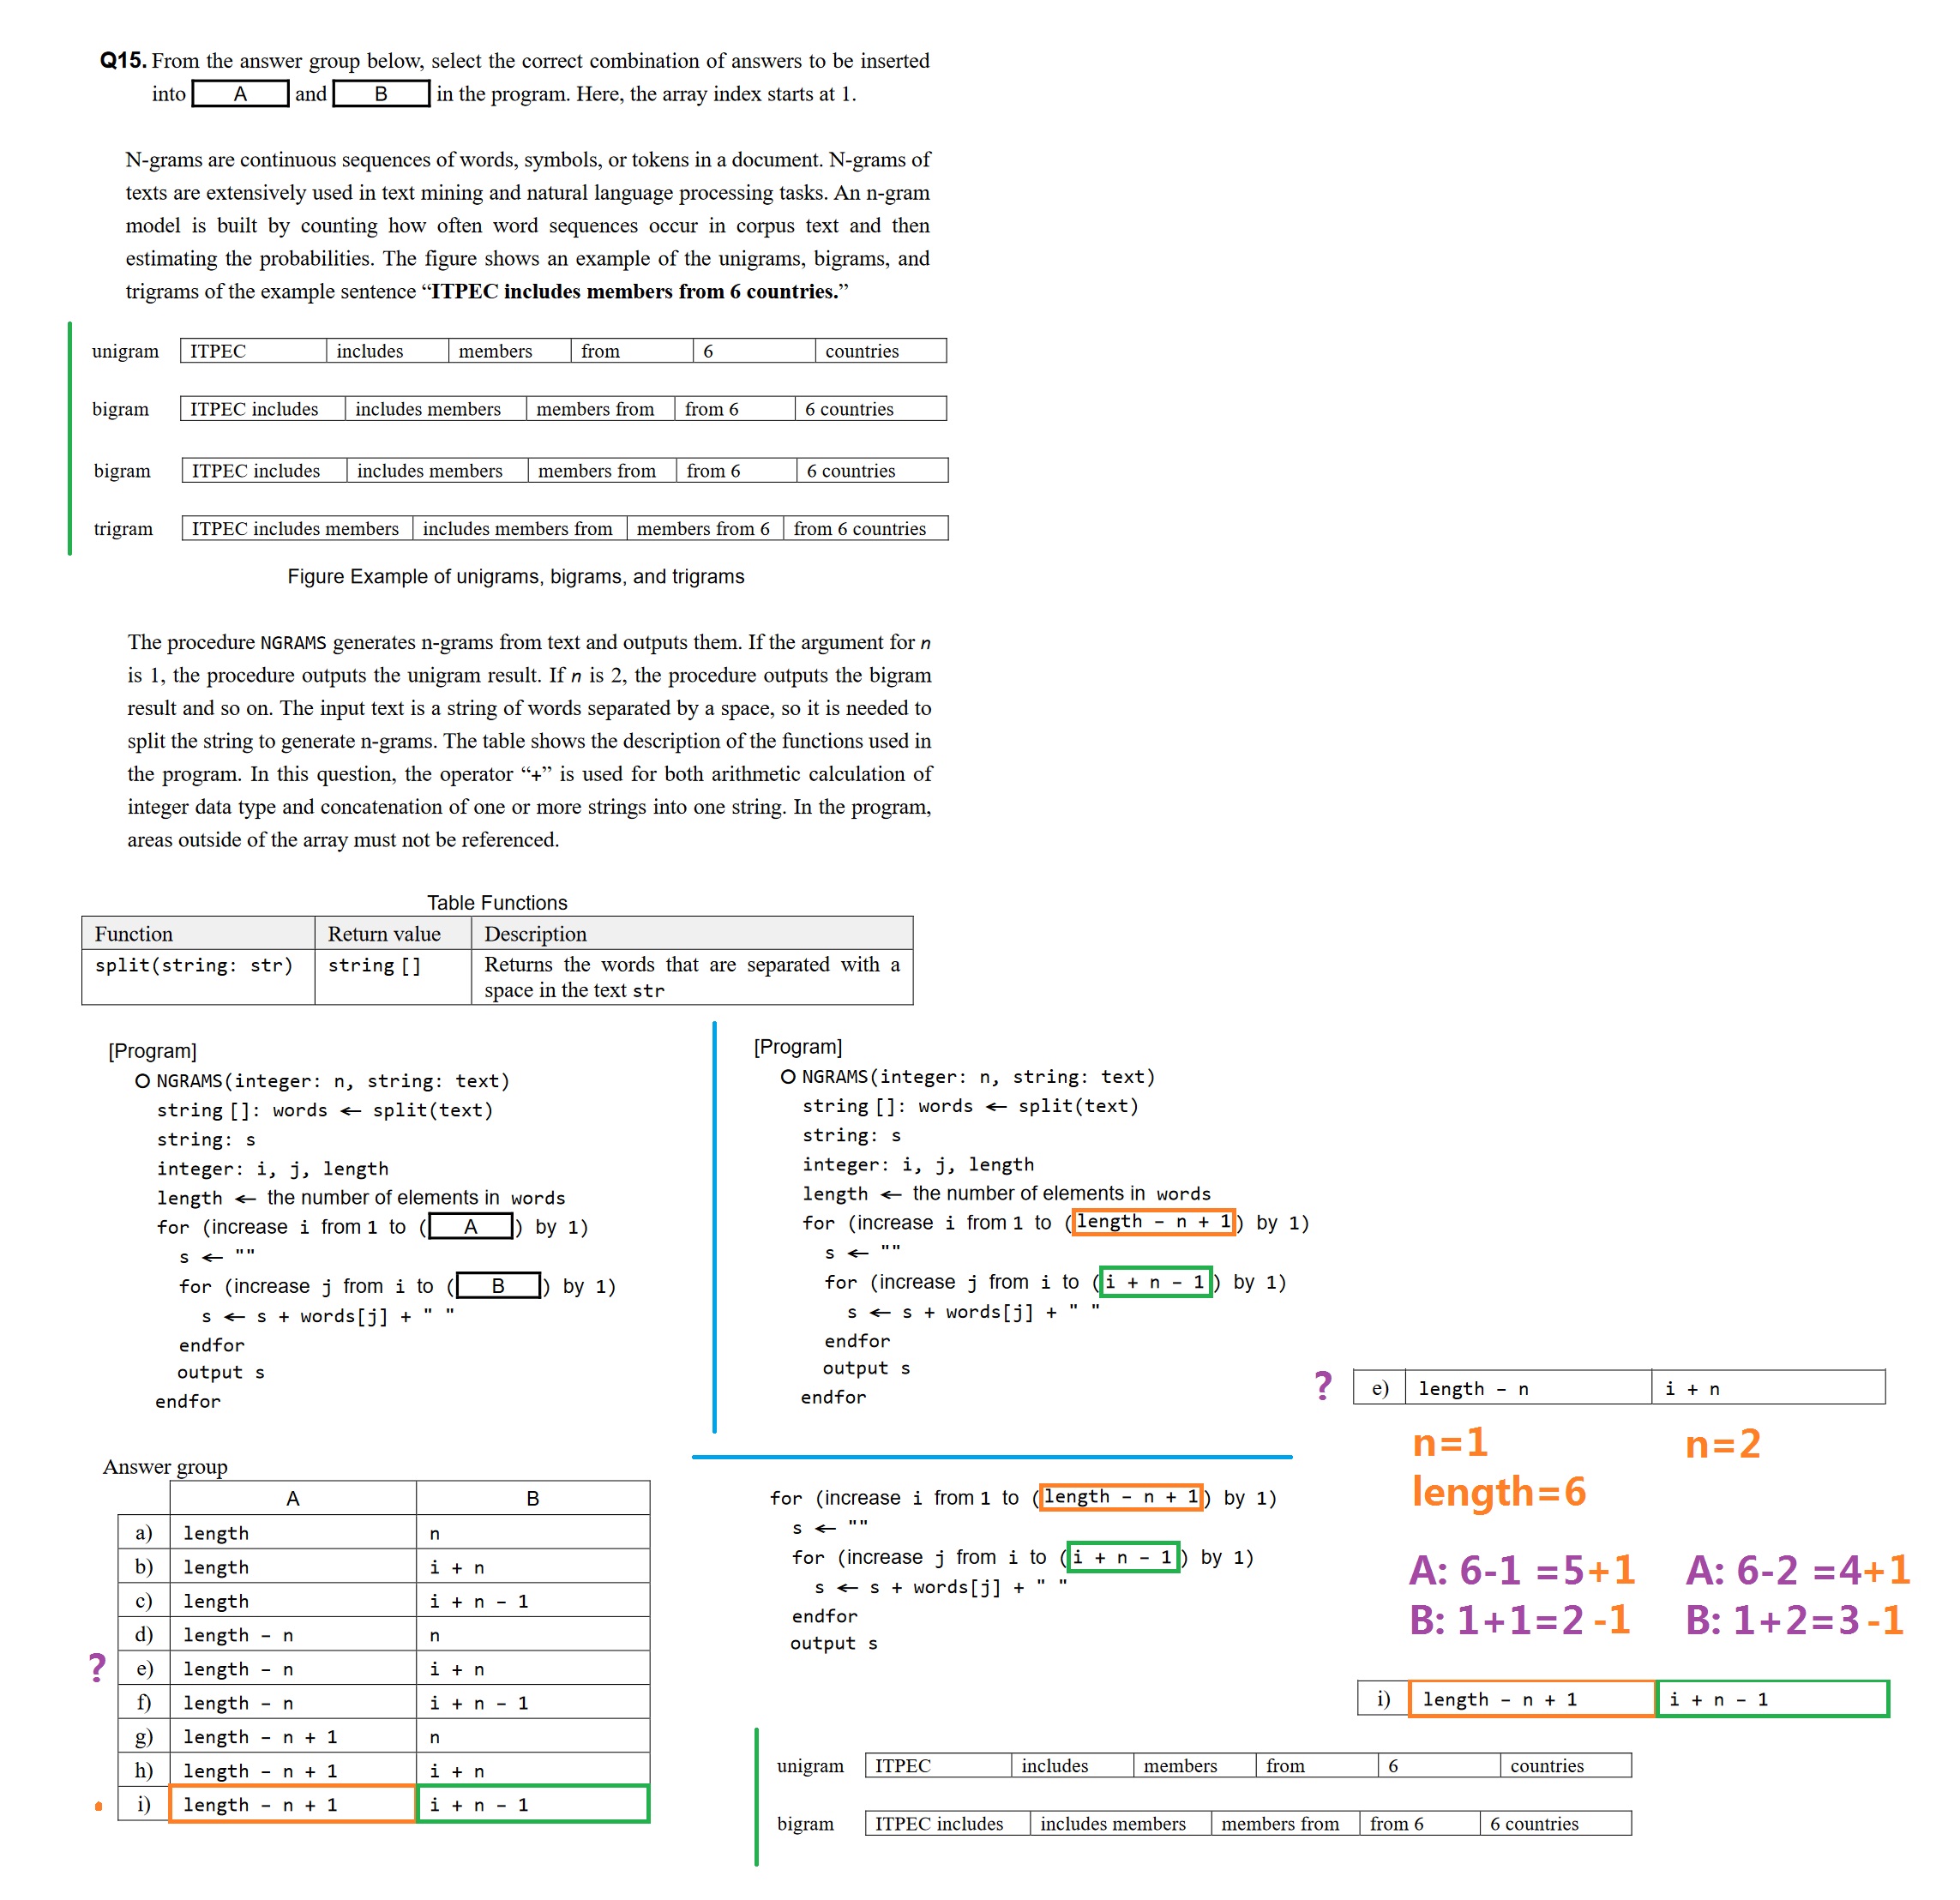 Q15. From the answer group below, select the correct combination of answers to be inserted
into A and B in the program. Here, the array index starts at 1.
N-grams are continuous sequences of words, symbols, or tokens in a document. N-grams of
texts are extensively used in text mining and natural language processing tasks. An n-gram
model is built by counting how often word sequences occur in corpus text and then
estimating the probabilities. The figure shows an example of the unigrams, bigrams, and
trigrams of the example sentence “ITPEC includes members from 6 countries.”
unigram ITPEC includes members from 6 countries
bigram ITPEC includes includes members members from from 6 6 countries
bigram ITPEC includes includes members members from from 6 6 countries
trigram ITPEC includes members includes members from members from 6 from 6 countries
Figure Example of unigrams, bigrams, and trigrams
The procedure NGRAMS generates n-grams from text and outputs them. If the argument for n
is 1, the procedure outputs the unigram result. If n is 2, the procedure outputs the bigram
result and so on. The input text is a string of words separated by a space, so it is needed to
split the string to generate n-grams. The table shows the description of the functions used in
the program. In this question, the operator “+” is used for both arithmetic calculation of
integer data type and concatenation of one or more strings into one string. In the program,
areas outside of the array must not be referenced.
Table Functions
Function Return value Description
split(string: str) string [] Returns the words that are separated with a
space in the text str
[Program]
○ NGRAMS(integer: n, string: text)
string []: words ← split(text)
string: s
integer: i, j, length
length ← the number of elements in words
for (increase i from 1 to ( A ) by 1)
s ← ""
for (increase j from i to ( B ) by 1)
s ← s + words[j] + " "
endfor
output s
endfor
[Program]
○ NGRAMS(integer: n, string: text)
string []: words ← split(text)
string: s
integer: i, j, length
length ← the number of elements in words
for (increase i from 1 to (length - n + 1) by 1)
s ← ""
for (increase j from i to (i + n - 1) by 1)
s ← s + words[j] + " "
endfor
output s
endfor
Answer group
A B
a) length n
b) length i + n
c) length i + n - 1
d) length - n n
? e) length - n i + n
f) length - n i + n - 1
g) length - n + 1 n
h) length - n + 1 i + n
i) length - n + 1 i + n - 1
for (increase i from 1 to (length - n + 1) by 1)
s ← ""
for (increase j from i to (i + n - 1) by 1)
s ← s + words[j] + " "
endfor
output s
unigram ITPEC includes members from 6 countries
bigram ITPEC includes includes members members from from 6 6 countries
? e) length - n i + n
n=1 n=2
length=6
A: 6-1 =5+1 A: 6-2 =4+1
B: 1+1=2 -1 B: 1+2=3 -1
i) length - n + 1 i + n - 1